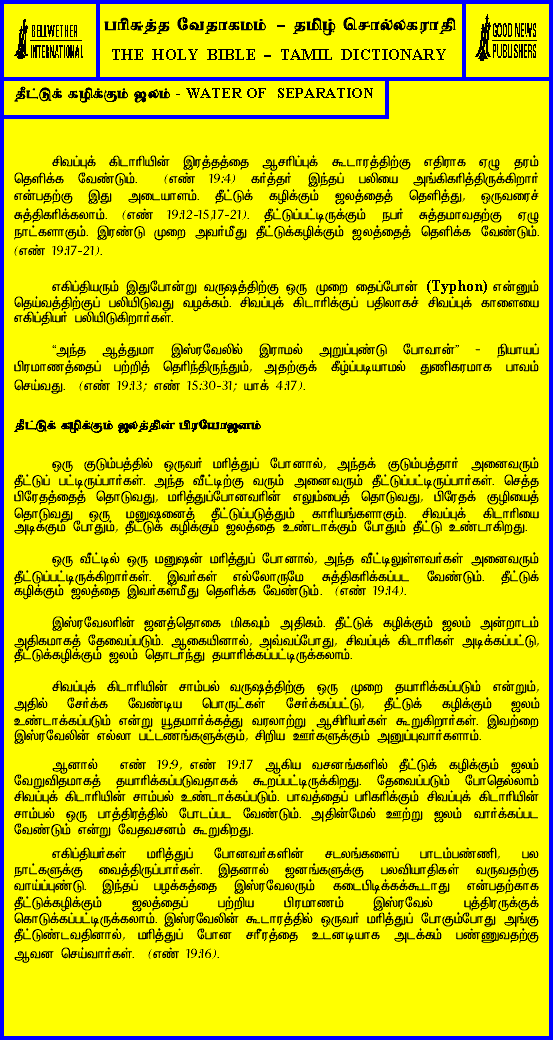 BELLWETHER INTERNATIONAL
பரிசுத்த வேதாகமம் – தமிழ் சொல்லகராதி
THE HOLY BIBLE – TAMIL DICTIONARY
GOOD NEWS PUBLISHERS
தீட்டுக் கழிக்கும் ஜலம் - WATER OF SEPARATION
சிவப்புக் கிடாரியின் இரத்தத்தை ஆசரிப்புக் கூடாரத்திற்கு எதிராக ஏழு தரம்
தெளிக்க வேண்டும். (எண் 19:4) கர்த்தர் இந்தப் பலியை அங்கிகரித்திருக்கிறார்
என்பதற்கு இது அடையாளம். தீட்டுக் கழிக்கும் ஜலத்தைத் தெளித்து, ஒருவரைச்
சுத்திகரிக்கலாம். (எண் 19:12-15,17-21). தீட்டுப்பட்டிருக்கும் நபர் சுத்தமாவதற்கு ஏழு
நாட்களாகும். இரண்டு முறை அவர்மீது தீட்டுக்கழிக்கும் ஜலத்தைத் தெளிக்க வேண்டும்.
(எண் 19:17-21).
எகிப்தியரும் இதுபோன்று வருஷத்திற்கு ஒரு முறை தைப்போன் (Typhon) என்னும்
தெய்வத்திற்குப் பலியிடுவது வழக்கம். சிவப்புக் கிடாரிக்குப் பதிலாகச் சிவப்புக் காளையை
எகிப்தியர் பலியிடுகிறார்கள்.
“அந்த ஆத்துமா இஸ்ரவேலில் இராமல் அறுப்புண்டு போவான்” - நியாயப்
பிரமாணத்தைப் பற்றித் தெரிந்திருந்தும், அதற்குக் கீழ்ப்படியாமல் துணிகரமாக பாவம்
செய்வது. (எண் 19:13; எண் 15:30-31; யாக் 4:17).
தீட்டுக் கழிக்கும் ஜலத்தின் பிரயோஜனம்
ஒரு குடும்பத்தில் ஒருவர் மரித்துப் போனால், அந்தக் குடும்பத்தார் அனைவரும்
தீட்டுப் பட்டிருப்பார்கள். அந்த வீட்டிற்கு வரும் அனைவரும் தீட்டுப்பட்டிருப்பார்கள். செத்த
பிரேதத்தைத் தொடுவது, மரித்துப்போனவரின் எலும்பைத் தொடுவது, பிரேதக் குழியைத்
தொடுவது ஒரு மனுஷனைத் தீட்டுப்படுத்தும் காரியங்களாகும். சிவப்புக் கிடாரியை
அடிக்கும் போதும், தீட்டுக் கழிக்கும் ஜலத்தை உண்டாக்கும் போதும் தீட்டு உண்டாகிறது.
ஒரு வீட்டில் ஒரு மனுஷன் மரித்துப் போனால், அந்த வீட்டிலுள்ளவர்கள் அனைவரும்
தீட்டுப்பட்டிருக்கிறார்கள். இவர்கள் எல்லோருமே சுத்திகரிக்கப்பட வேண்டும். தீட்டுக்
கழிக்கும் ஜலத்தை இவர்கள்மீது தெளிக்க வேண்டும். (எண் 19:14).
இஸ்ரவேலரின் ஜனத்தொகை மிகவும் அதிகம். தீட்டுக் கழிக்கும் ஜலம் அன்றாடம்
அதிகமாகத் தேவைப்படும். ஆகையினால், அவ்வப்போது, சிவப்புக் கிடாரிகள் அடிக்கப்பட்டு,
தீட்டுக்கழிக்கும் ஜலம் தொடர்ந்து தயாரிக்கப்பட்டிருக்கலாம்.
சிவப்புக் கிடாரியின் சாம்பல் வருஷத்திற்கு ஒரு முறை தயாரிக்கப்படும் என்றும்,
அதில் சேர்க்க வேண்டிய பொருட்கள் சேர்க்கப்பட்டு, தீட்டுக் கழிக்கும் ஜலம்
உண்டாக்கப்படும் என்று யூதமார்க்கத்து வரலாற்று ஆசிரியர்கள் கூறுகிறார்கள். இவற்றை
இஸ்ரவேலின் எல்லா பட்டணங்களுக்கும், சிறிய ஊர்களுக்கும் அனுப்புவார்களாம்.
ஆனால் எண் 19:9, எண் 19:17 ஆகிய வசனங்களில் தீட்டுக் கழிக்கும் ஜலம்
வேறுவிதமாகத் தயாரிக்கப்படுவதாகக் கூறப்பட்டிருக்கிறது. தேவைப்படும் போதெல்லாம்
சிவப்புக் கிடாரியின் சாம்பல் உண்டாக்கப்படும். பாவத்தைப் பரிகரிக்கும் சிவப்புக் கிடாரியின்
சாம்பல் ஒரு பாத்திரத்தில் போடப்பட வேண்டும். அதின்மேல் ஊற்று ஜலம் வார்க்கப்பட
வேண்டும் என்று வேதவசனம் கூறுகிறது.
எகிப்தியர்கள் மரித்துப் போனவர்களின் சடலங்களைப் பாடம்பண்ணி, பல
நாட்களுக்கு வைத்திருப்பார்கள். இதனால் ஜனங்களுக்கு பலவியாதிகள் வருவதற்கு
வாய்ப்புண்டு. இந்தப் பழக்கத்தை இஸ்ரவேலரும் கடைபிடிக்கக்கூடாது என்பதற்காக
தீட்டுக்கழிக்கும் ஜலத்தைப் பற்றிய பிரமாணம் இஸ்ரவேல் புத்திரருக்குக்
கொடுக்கப்பட்டிருக்கலாம். இஸ்ரவேலின் கூடாரத்தில் ஒருவர் மரித்துப் போகும்போது அங்கு
தீட்டுண்டவதினால், மரித்துப் போன சரீரத்தை உடனடியாக அடக்கம் பண்ணுவதற்கு
ஆவன செய்வார்கள். (எண் 19:16).